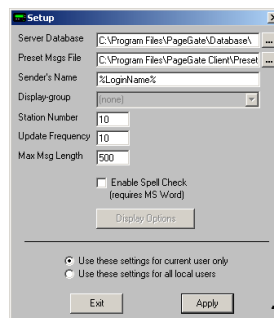 Setup
Server Database C:\Program Files\PageGate\Database\ ...
Preset Msgs File C:\Program Files\PageGate Client\Preset ...
Sender's Name %LoginName%
Display-group (none)
Station Number 10
Update Frequency 10
Max Msg Length 500
Enable Spell Check
(requires MS Word)
Display Options
Use these settings for current user only
Use these settings for all local users
Exit Apply